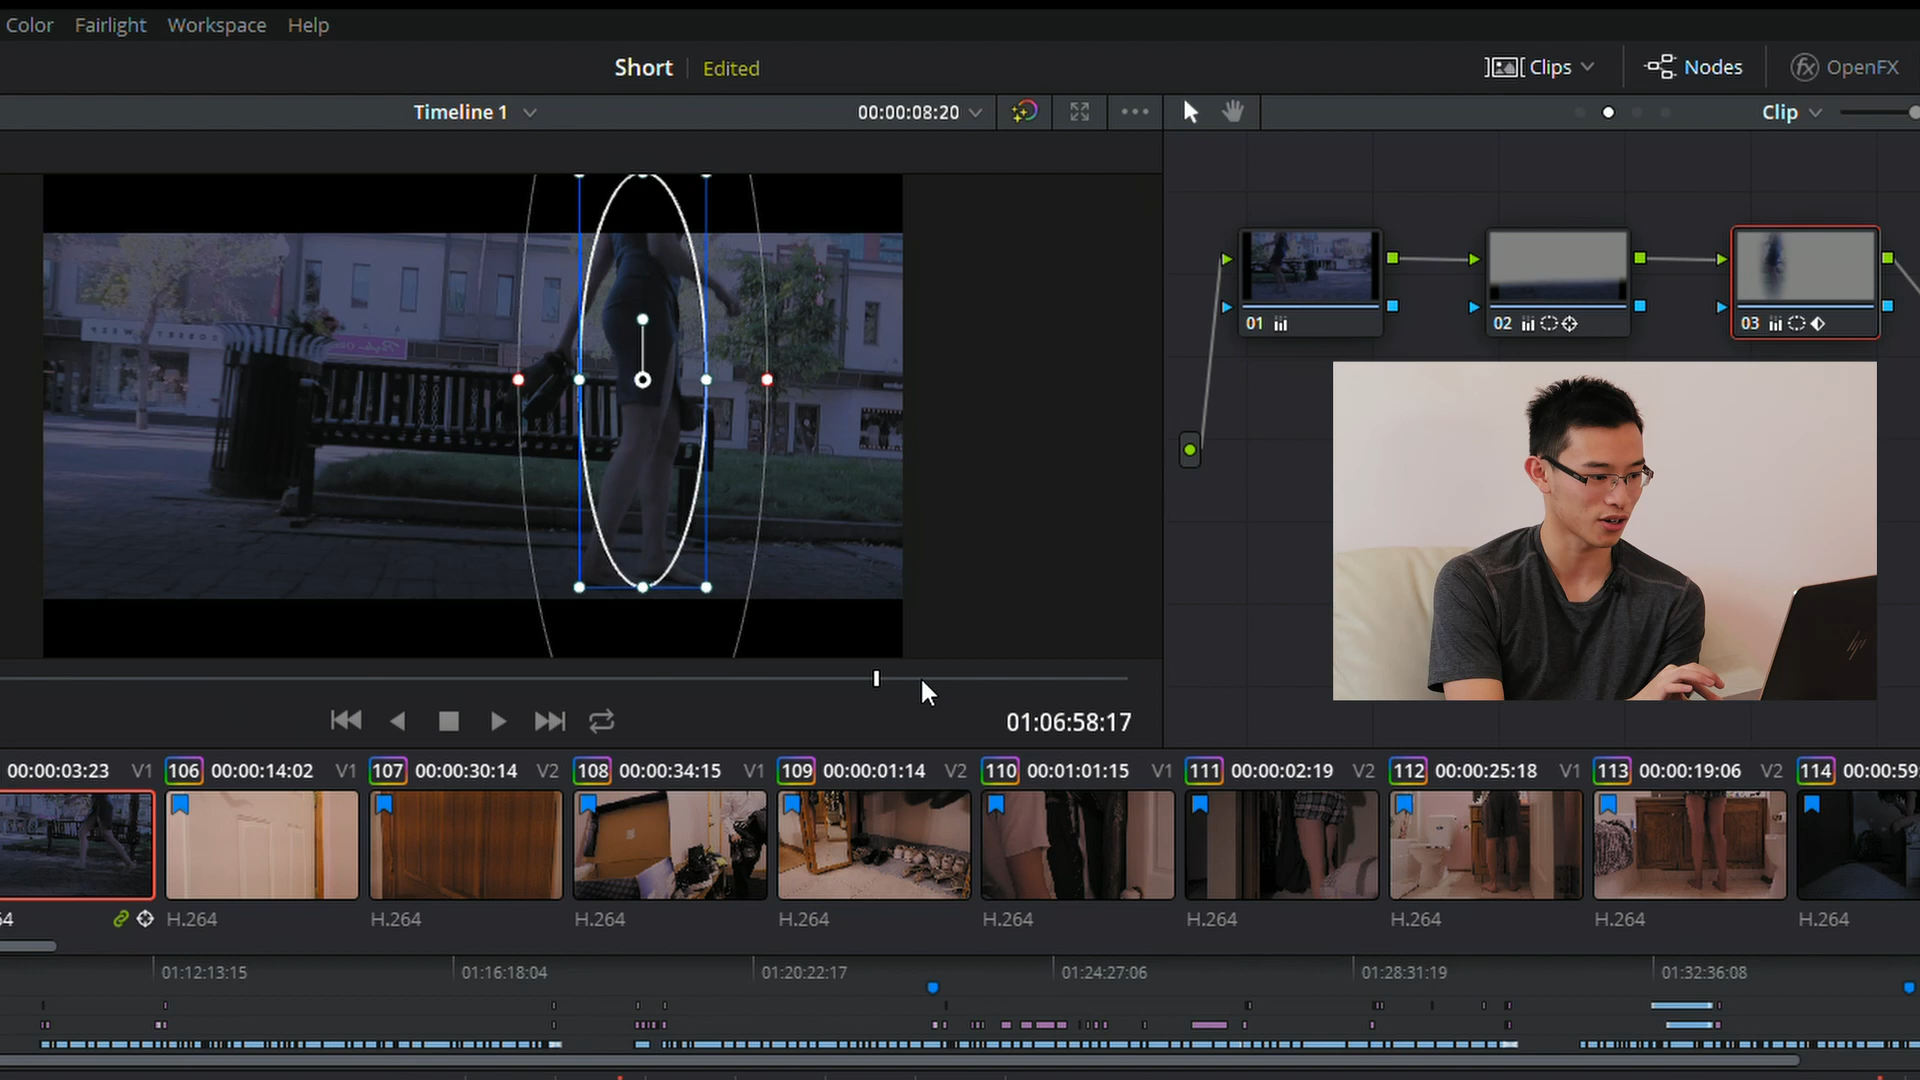 Color Fairlight Workspace Help
Short Edited
Clips Nodes fx OpenFX
Timeline 1 00:00:08:20 Clip
01 02 03
01:06:58:17
00:00:03:23 V1 106 00:00:14:02 V1 107 00:00:30:14 V2 108 00:00:34:15 V1 109 00:00:01:14 V2 110 00:01:01:15 V1 111 00:00:02:19 V2 112 00:00:25:18 V1 113 00:00:19:06 V2 114 00:00:59
64 H.264 H.264 H.264 H.264 H.264 H.264 H.264 H.264 H.264
01:12:13:15 01:16:18:04 01:20:22:17 01:24:27:06 01:28:31:19 01:32:36:08